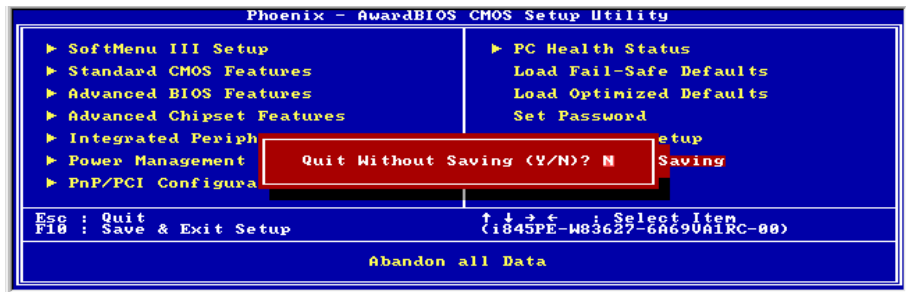 Phoenix - AwardBIOS CMOS Setup Utility
► SoftMenu III Setup
► Standard CMOS Features
► Advanced BIOS Features
► Advanced Chipset Features
► Integrated Periph
► Power Management
► PnP/PCI Configura
► PC Health Status
Load Fail-Safe Defaults
Load Optimized Defaults
Set Password
etup
Saving
Quit Without Saving (Y/N)? N
Esc : Quit
F10 : Save & Exit Setup
↑ ↓ → ← : Select Item
(i845PE-W83627-6A69VA1RC-00)
Abandon all Data